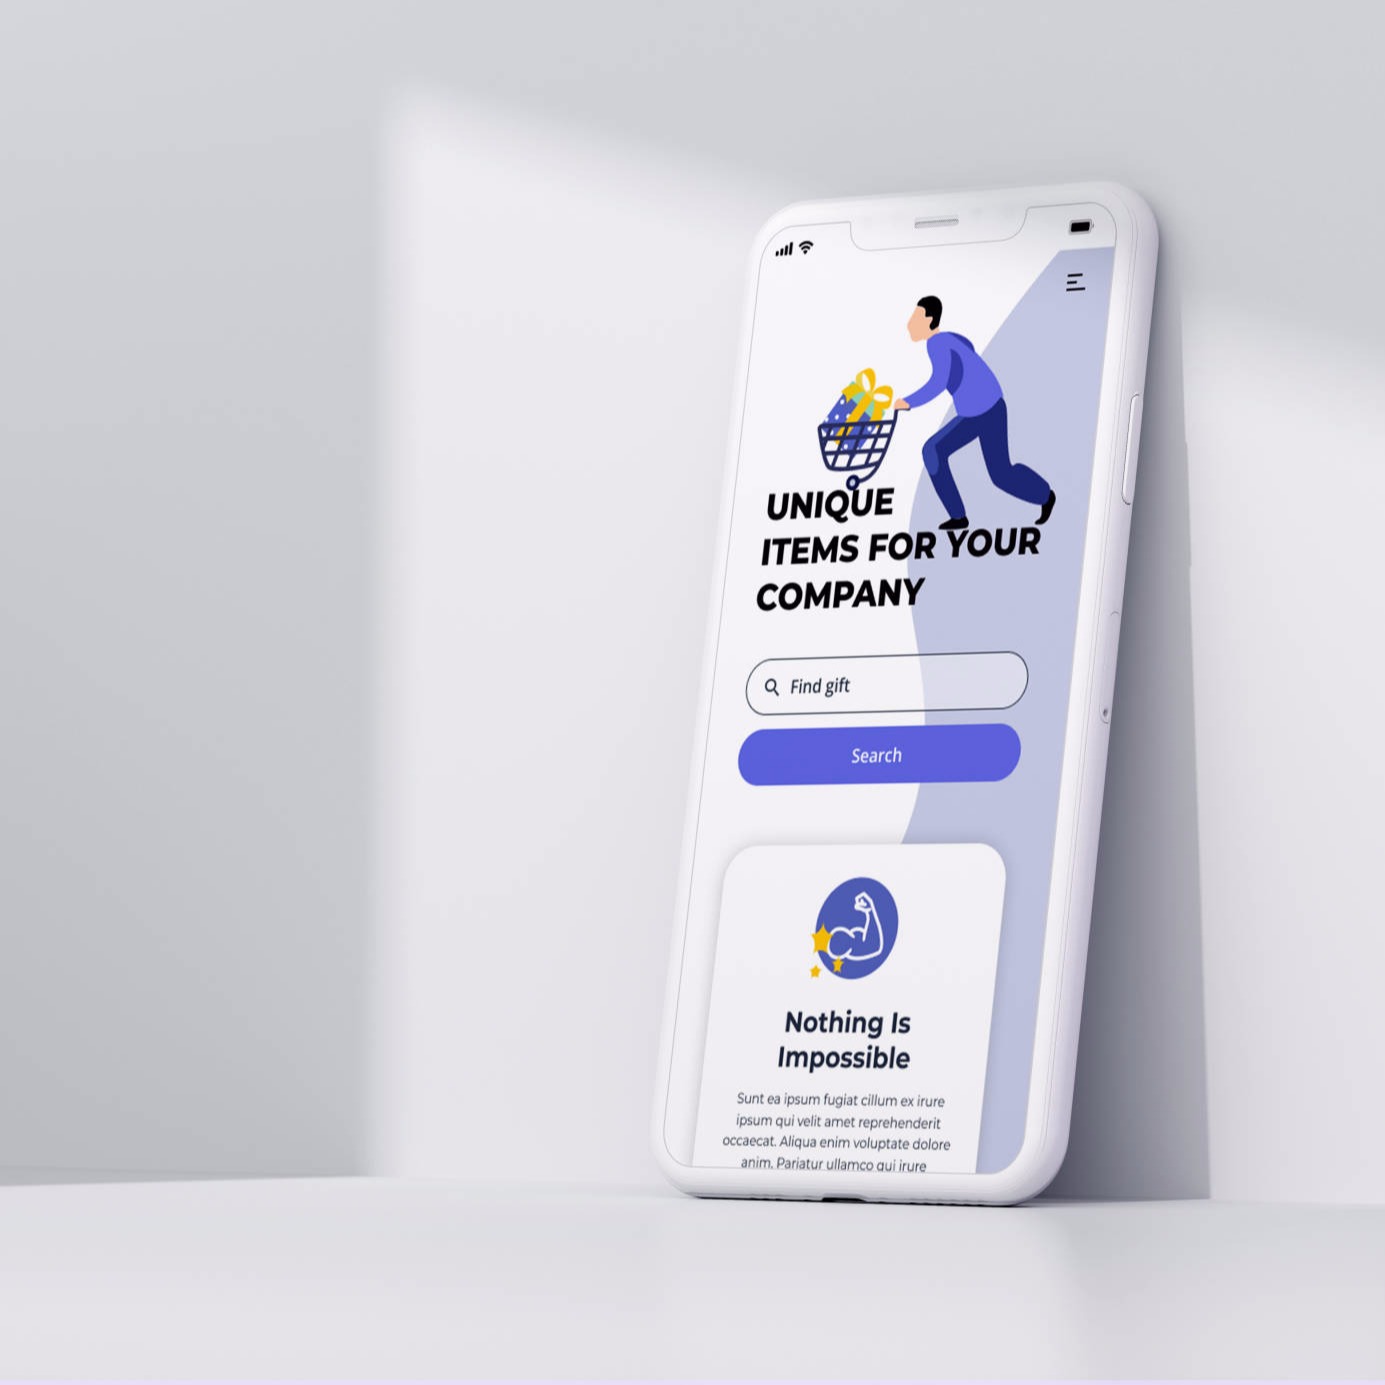 UNIQUE
ITEMS FOR YOUR
COMPANY
Find gift
Search
Nothing Is
Impossible
Sunt ea ipsum fugiat cillum ex irure
ipsum qui velit amet reprehenderit
occaecat. Aliqua enim voluptate dolore
anim. Pariatur ullamco qui irure